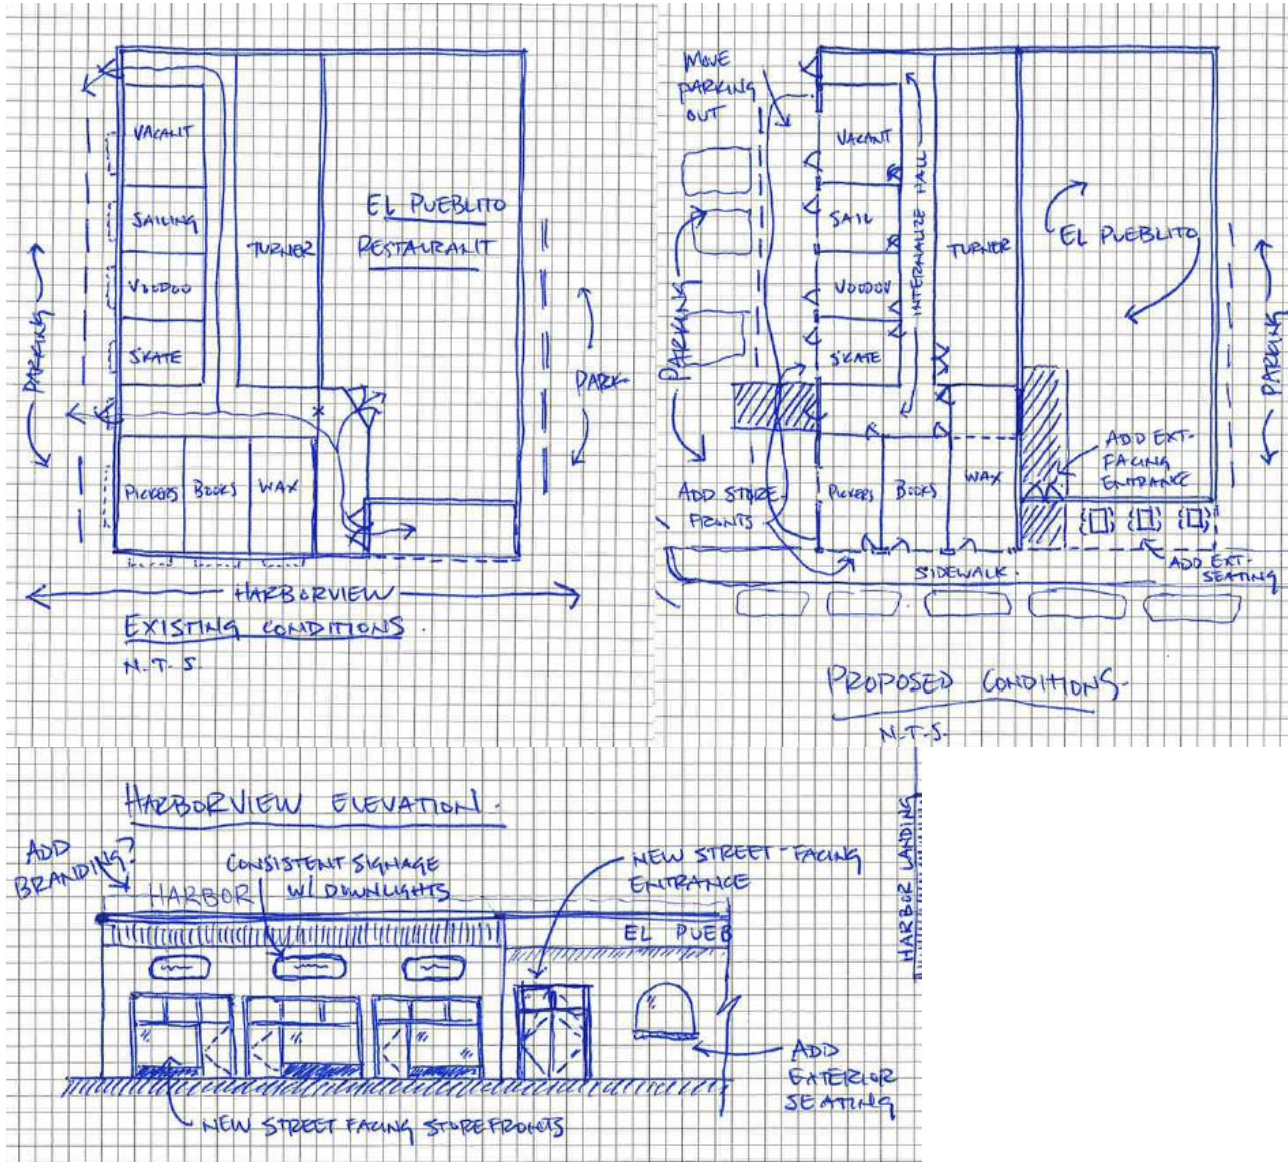 VACANT
SAILING
VOODOO
SKATE
TURNER
EL PUEBLITO
RESTAURANT
PARKING
PARK-
PICKERS
BOOKS
WAX
HARBORVIEW
EXISTING CONDITIONS.
N.T.S.
MOVE
PARKING
OUT
VACANT
SAIL
VOODOO
SKATE
INTERNALIZE HALL
TURNER
EL PUEBLITO
PARKING
PARKING
ADD STORE-
FRONTS
PICKERS
BOOKS
WAX
ADD EXT-
FACING
ENTRANCE
ADD EXT-
SEATING
SIDEWALK.
PROPOSED CONDITIONS.
N.T.S.
HARBORVIEW ELEVATION.
ADD
BRANDING?
HARBOR
CONSISTENT SIGNAGE
W/ DOWNLIGHTS
NEW STREET-FACING
ENTRANCE
EL PUEB
HARBOR LANDING
ADD
EXTERIOR
SEATING
NEW STREET FACING STOREFRONTS